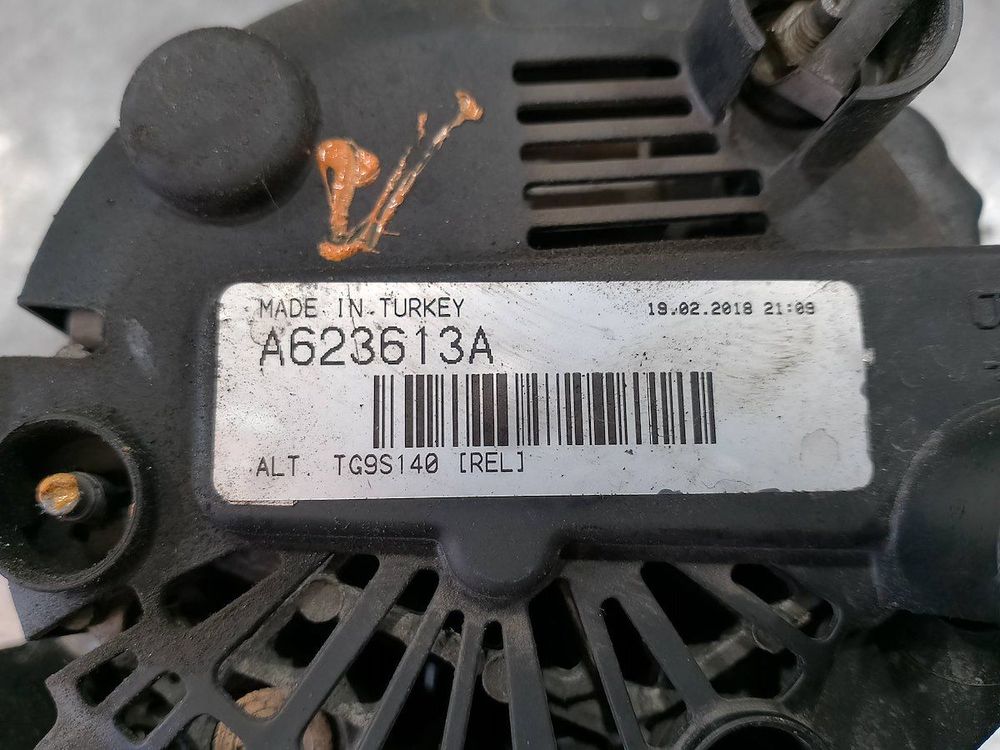 MADE IN TURKEY 19.02.2018 21:09
A623613A
ALT. TG9S140 [REL]